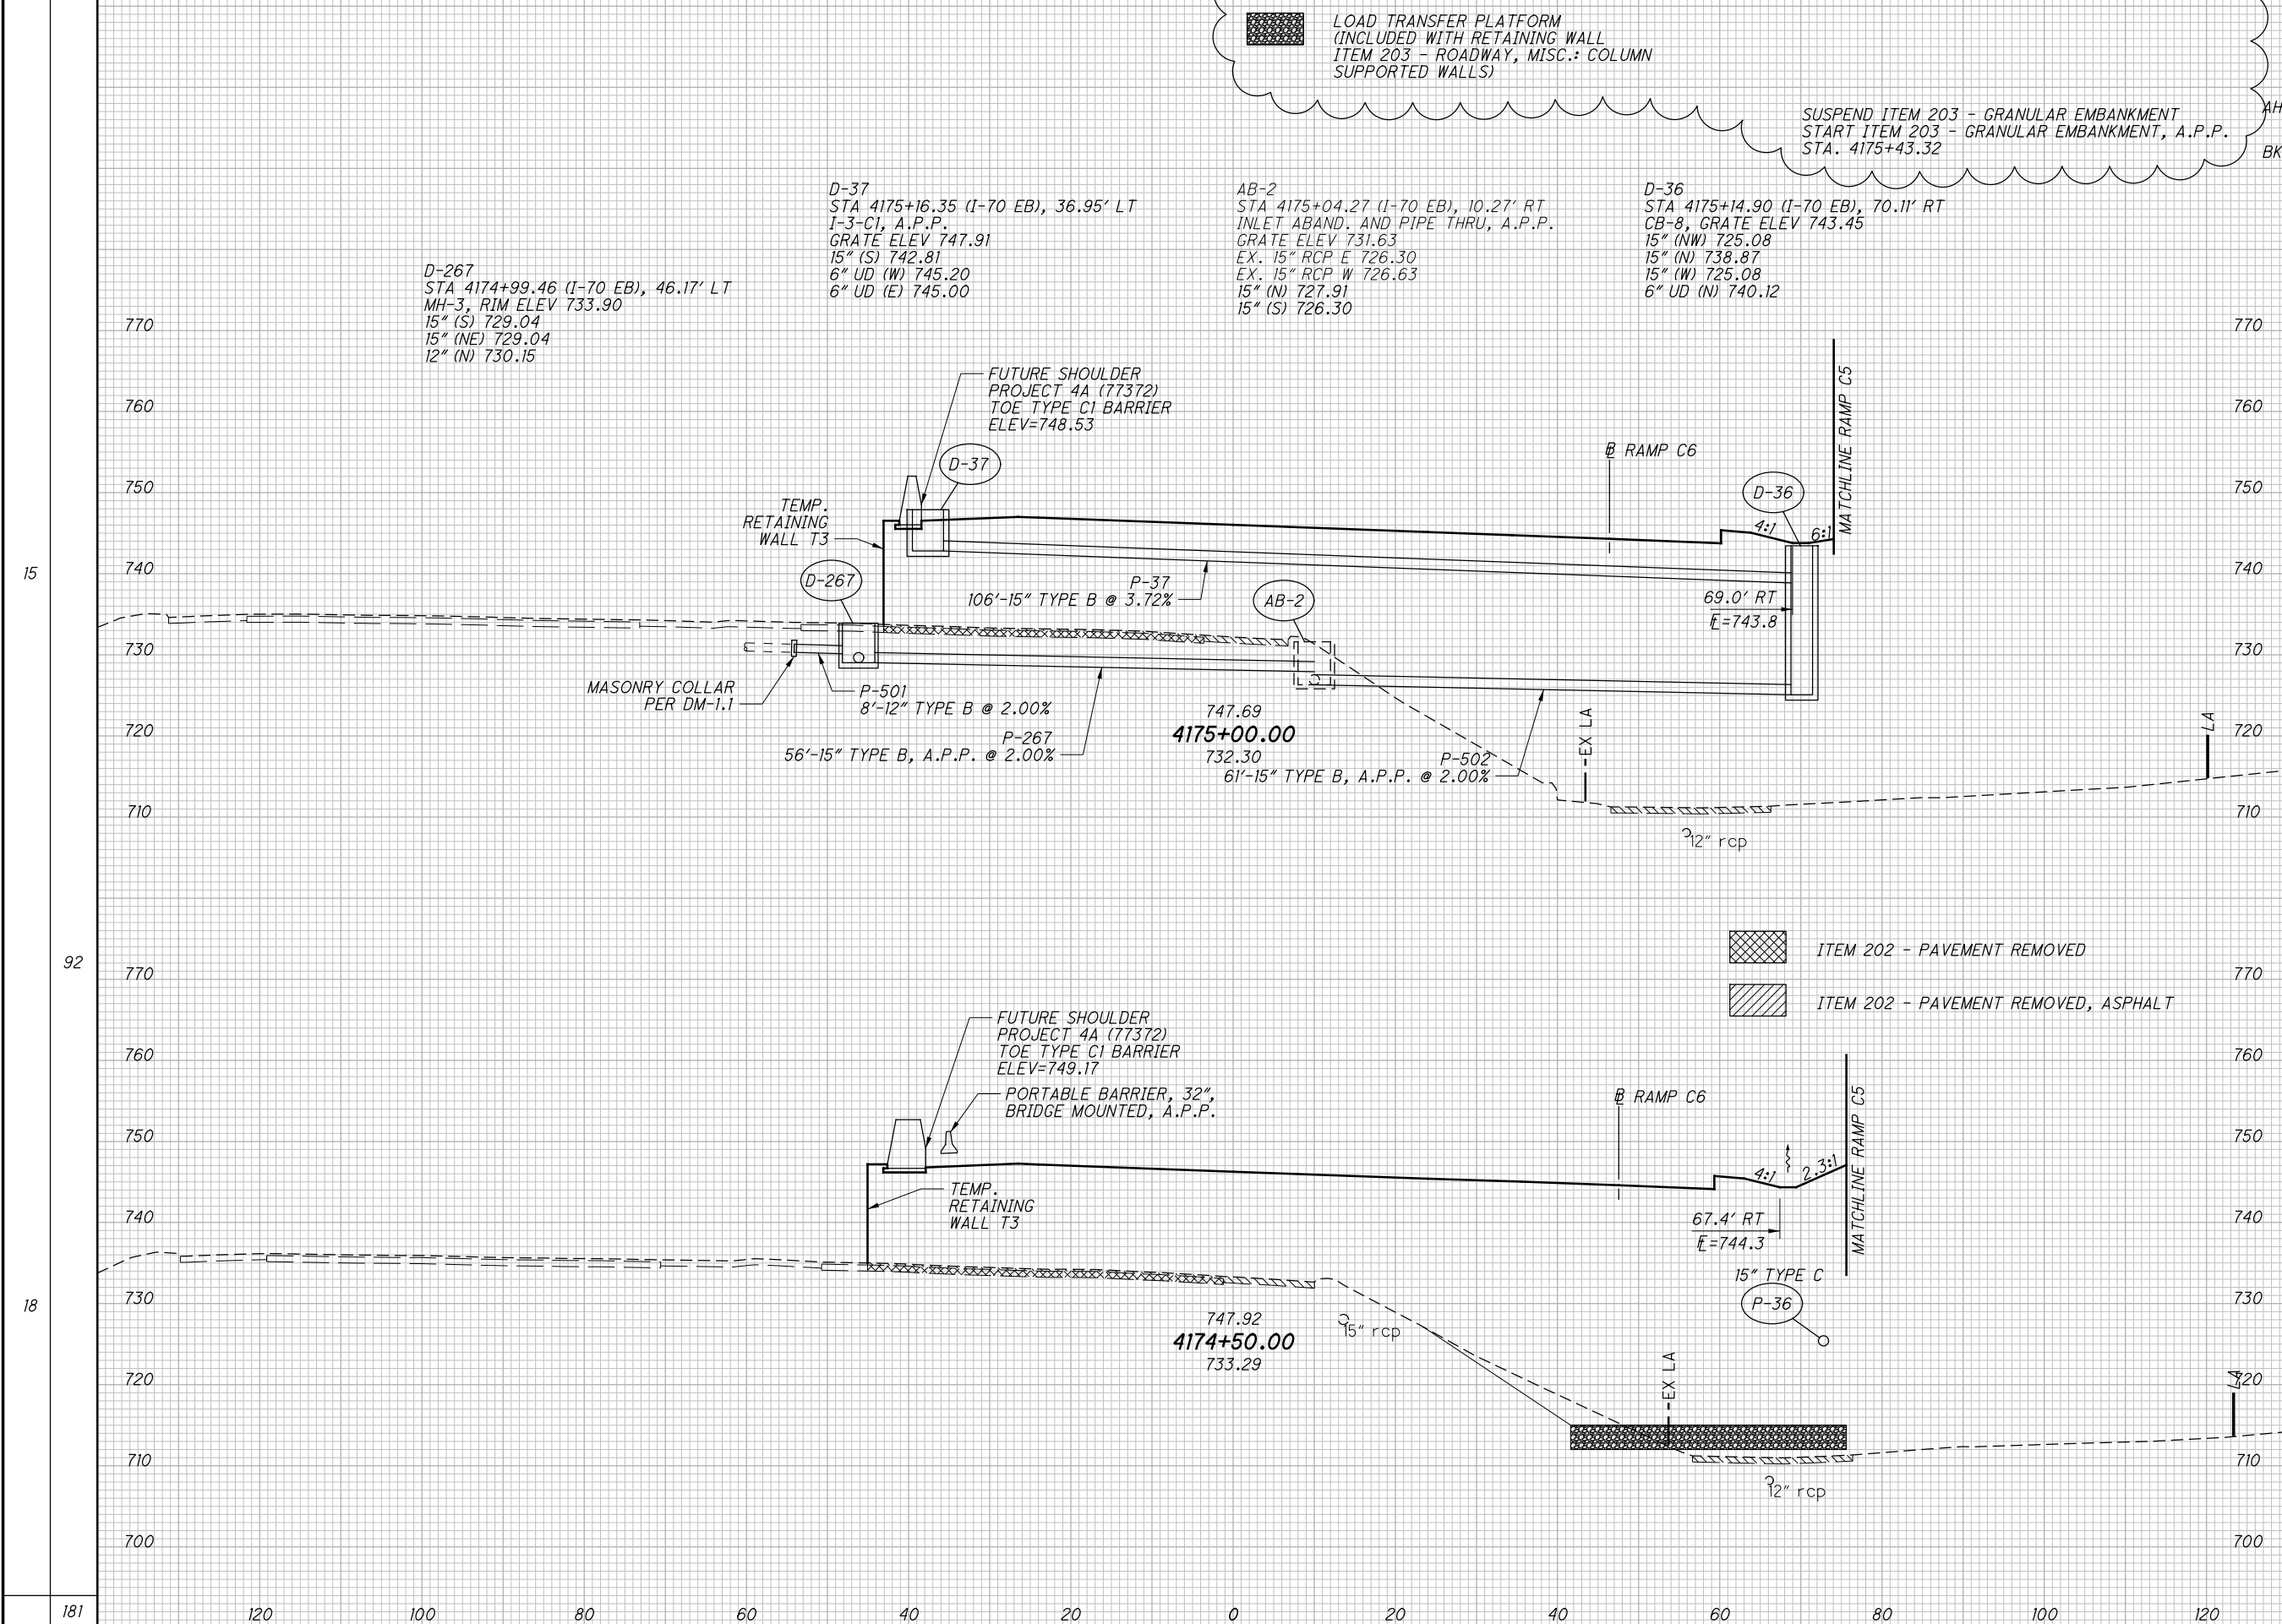 LOAD TRANSFER PLATFORM
(INCLUDED WITH RETAINING WALL
ITEM 203 - ROADWAY, MISC.: COLUMN
SUPPORTED WALLS)
SUSPEND ITEM 203 - GRANULAR EMBANKMENT
START ITEM 203 - GRANULAR EMBANKMENT, A.P.P.
STA. 4175+43.32
AH
BK
D-267
STA 4174+99.46 (I-70 EB), 46.17' LT
MH-3, RIM ELEV 733.90
15" (S) 729.04
15" (NE) 729.04
12" (N) 730.15
D-37
STA 4175+16.35 (I-70 EB), 36.95' LT
I-3-C1, A.P.P.
GRATE ELEV 747.91
15" (S) 742.81
6" UD (W) 745.20
6" UD (E) 745.00
AB-2
STA 4175+04.27 (I-70 EB), 10.27' RT
INLET ABAND. AND PIPE THRU, A.P.P.
GRATE ELEV 731.63
EX. 15" RCP E 726.30
EX. 15" RCP W 726.63
15" (N) 727.91
15" (S) 726.30
D-36
STA 4175+14.90 (I-70 EB), 70.11' RT
CB-8, GRATE ELEV 743.45
15" (NW) 725.08
15" (N) 738.87
15" (W) 725.08
6" UD (N) 740.12
770
760
750
740
730
720
710
770
760
750
740
730
720
710
15
FUTURE SHOULDER
PROJECT 4A (77372)
TOE TYPE C1 BARRIER
ELEV=748.53
D-37
TEMP.
RETAINING
WALL T3
D-267
P-37
106'-15" TYPE B @ 3.72%
AB-2
RAMP C6
D-36
4:1
6:1
MATCHLINE RAMP C5
69.0' RT
=743.8
MASONRY COLLAR
PER DM-1.1
P-501
8'-12" TYPE B @ 2.00%
P-267
56'-15" TYPE B, A.P.P. @ 2.00%
747.69
4175+00.00
732.30
P-502
61'-15" TYPE B, A.P.P. @ 2.00%
EX LA
LA
12" rcp
92
ITEM 202 - PAVEMENT REMOVED
ITEM 202 - PAVEMENT REMOVED, ASPHALT
770
760
750
740
730
720
710
700
770
760
750
740
730
720
710
700
18
FUTURE SHOULDER
PROJECT 4A (77372)
TOE TYPE C1 BARRIER
ELEV=749.17
PORTABLE BARRIER, 32",
BRIDGE MOUNTED, A.P.P.
TEMP.
RETAINING
WALL T3
RAMP C6
4:1
2.3:1
MATCHLINE RAMP C5
67.4' RT
=744.3
15" TYPE C
P-36
747.92
4174+50.00
733.29
15" rcp
EX LA
LA
12" rcp
181
120 100 80 60 40 20 0 20 40 60 80 100 120